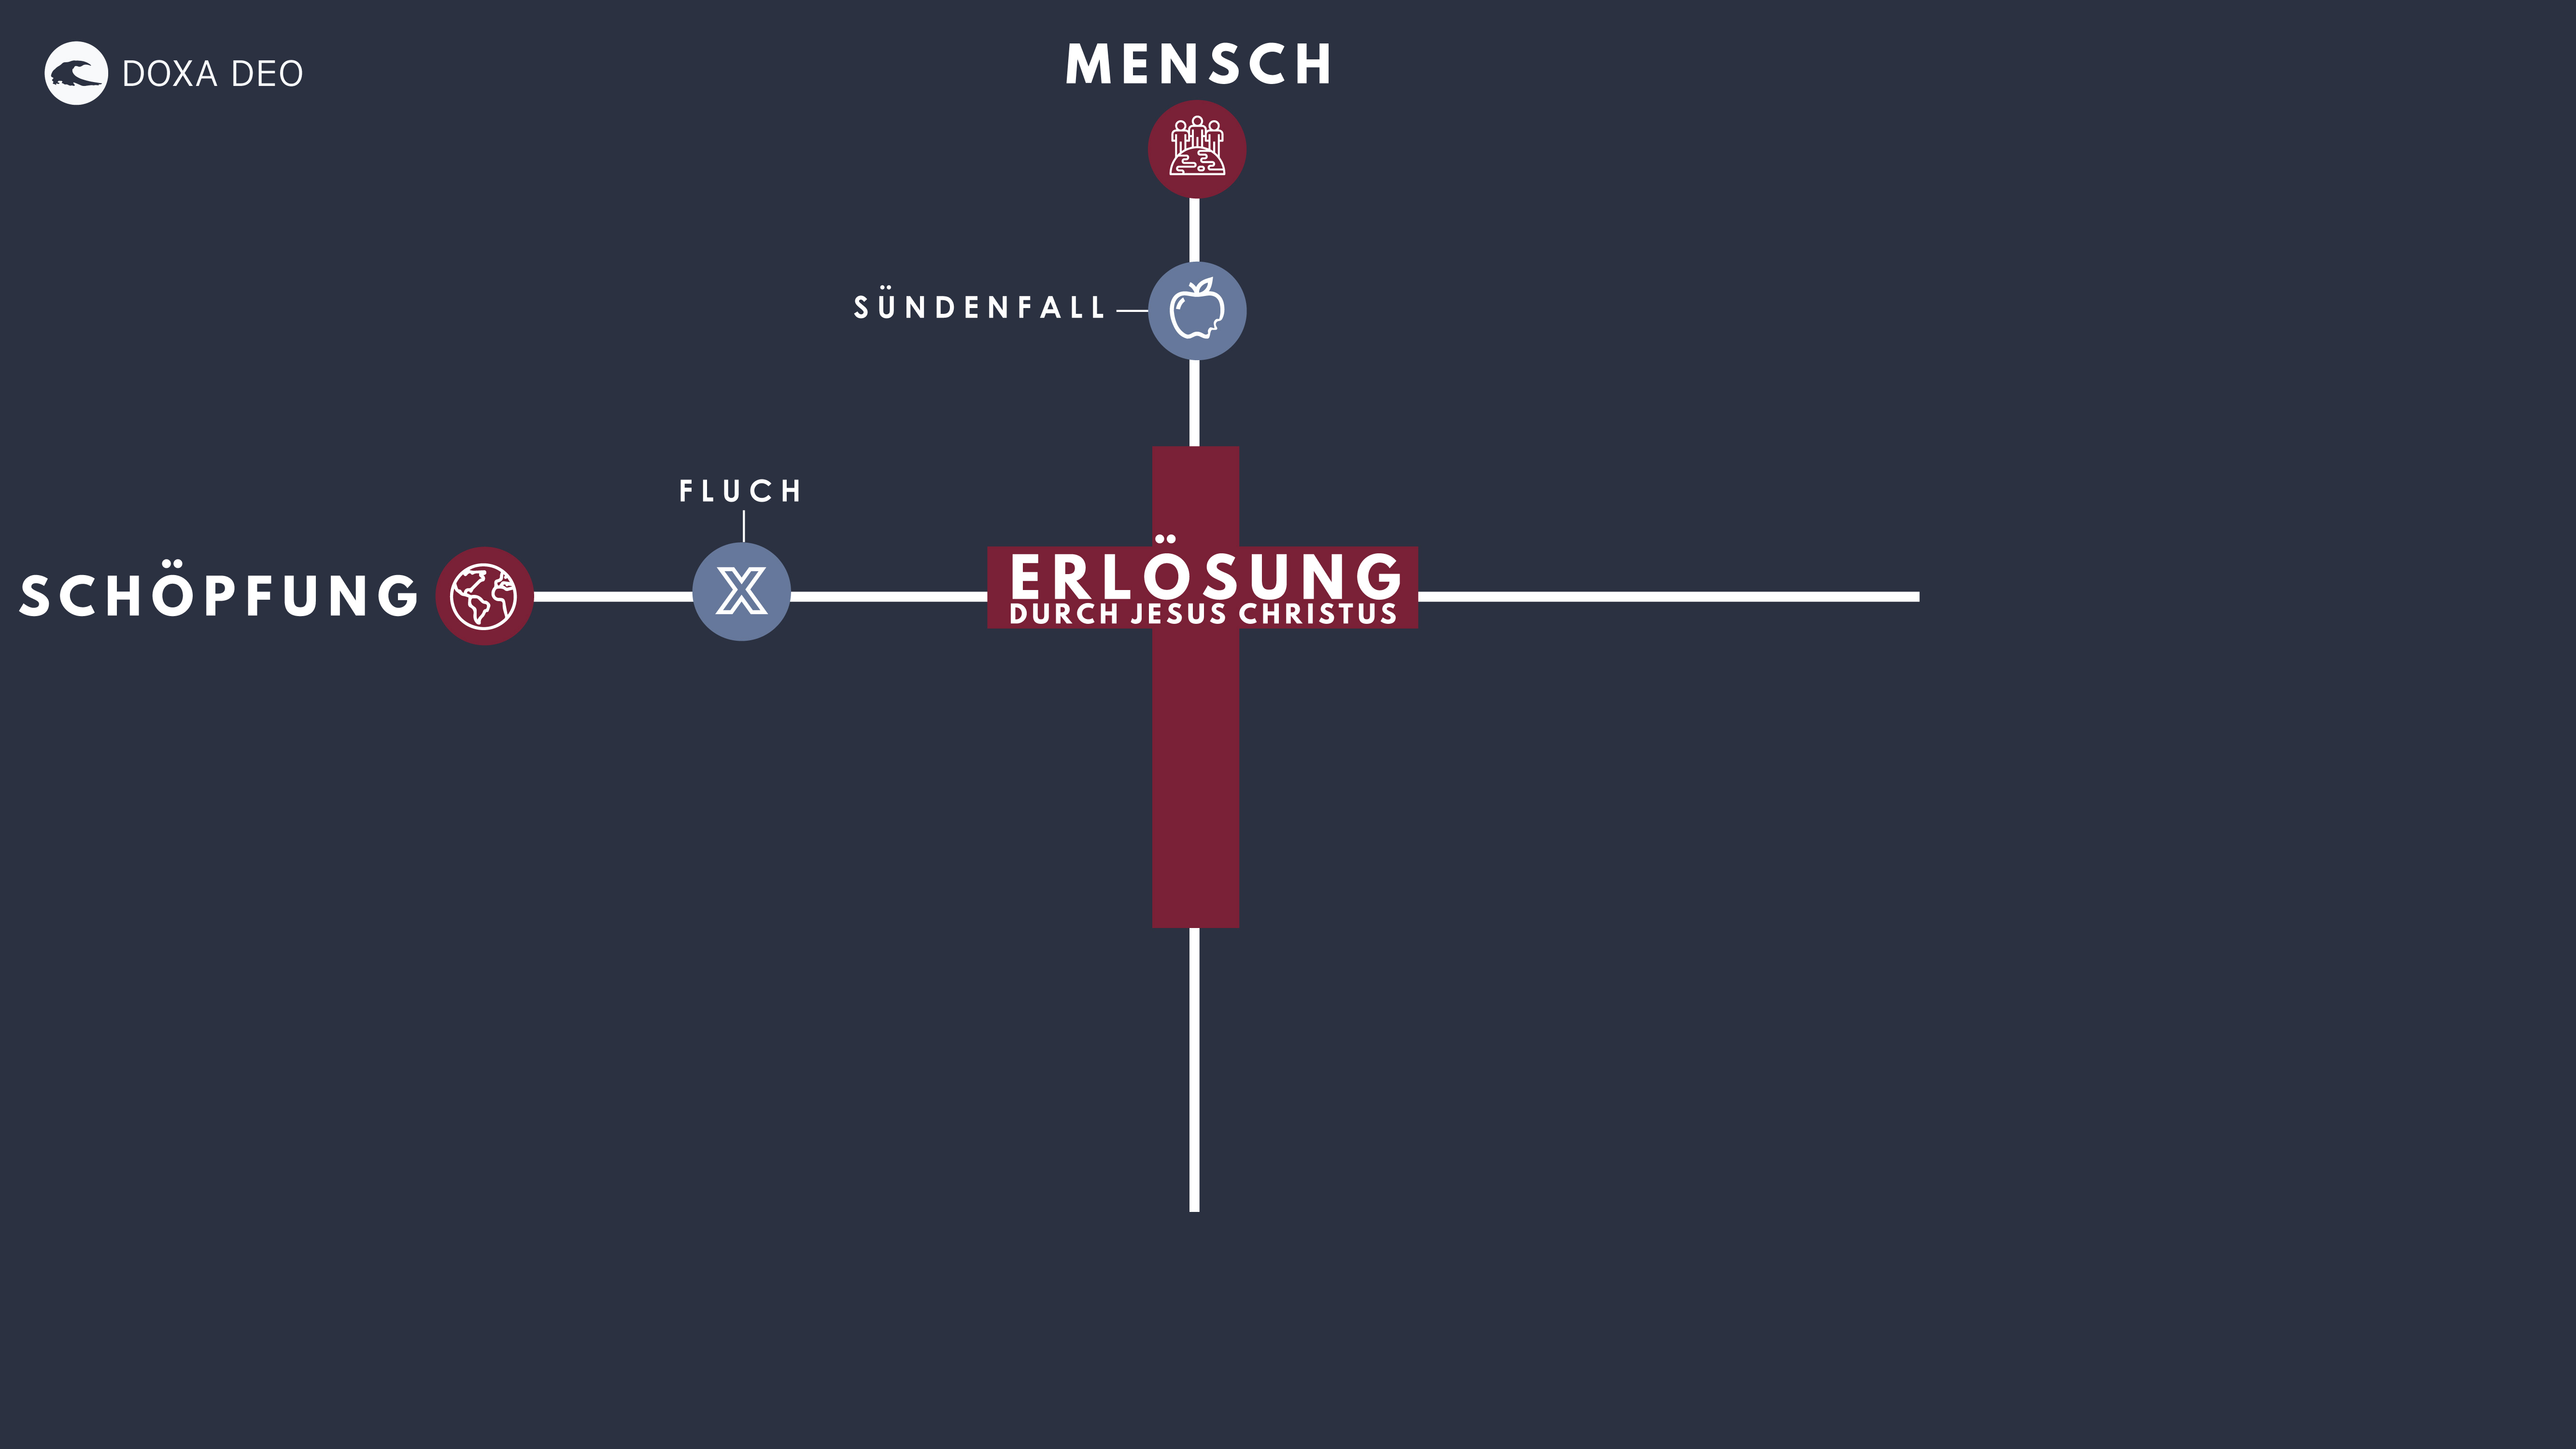 DOXA DEO
MENSCH
SÜNDENFALL
FLUCH
SCHÖPFUNG
ERLÖSUNG
DURCH JESUS CHRISTUS